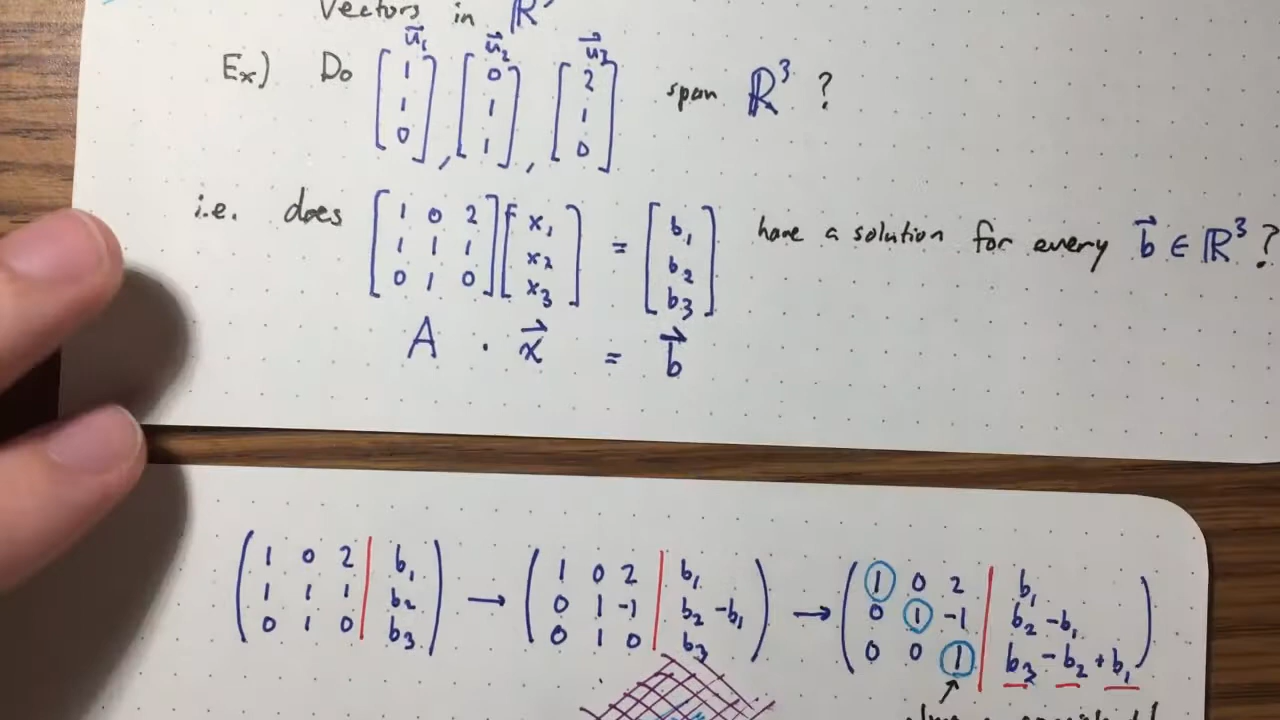 Vectors in ℝ
u⃗₁ u⃗₂ u⃗₃
Ex) Do [1 1 0], [0 1 1], [2 1 0] span ℝ³ ?
i.e. does [1 0 2; 1 1 1; 0 1 0] [x₁ x₂ x₃] = [b₁ b₂ b₃] have a solution for every b⃗ ∈ ℝ³ ?
A · x⃗ = b⃗
(1 0 2 | b₁) → (1 0 2 | b₁) → (1 0 2 | b₁)
(1 1 1 | b₂) (0 1 -1 | b₂ - b₁) (0 1 -1 | b₂ - b₁)
(0 1 0 | b₃) (0 1 0 | b₃) (0 0 1 | b₃ - b₂ + b₁)